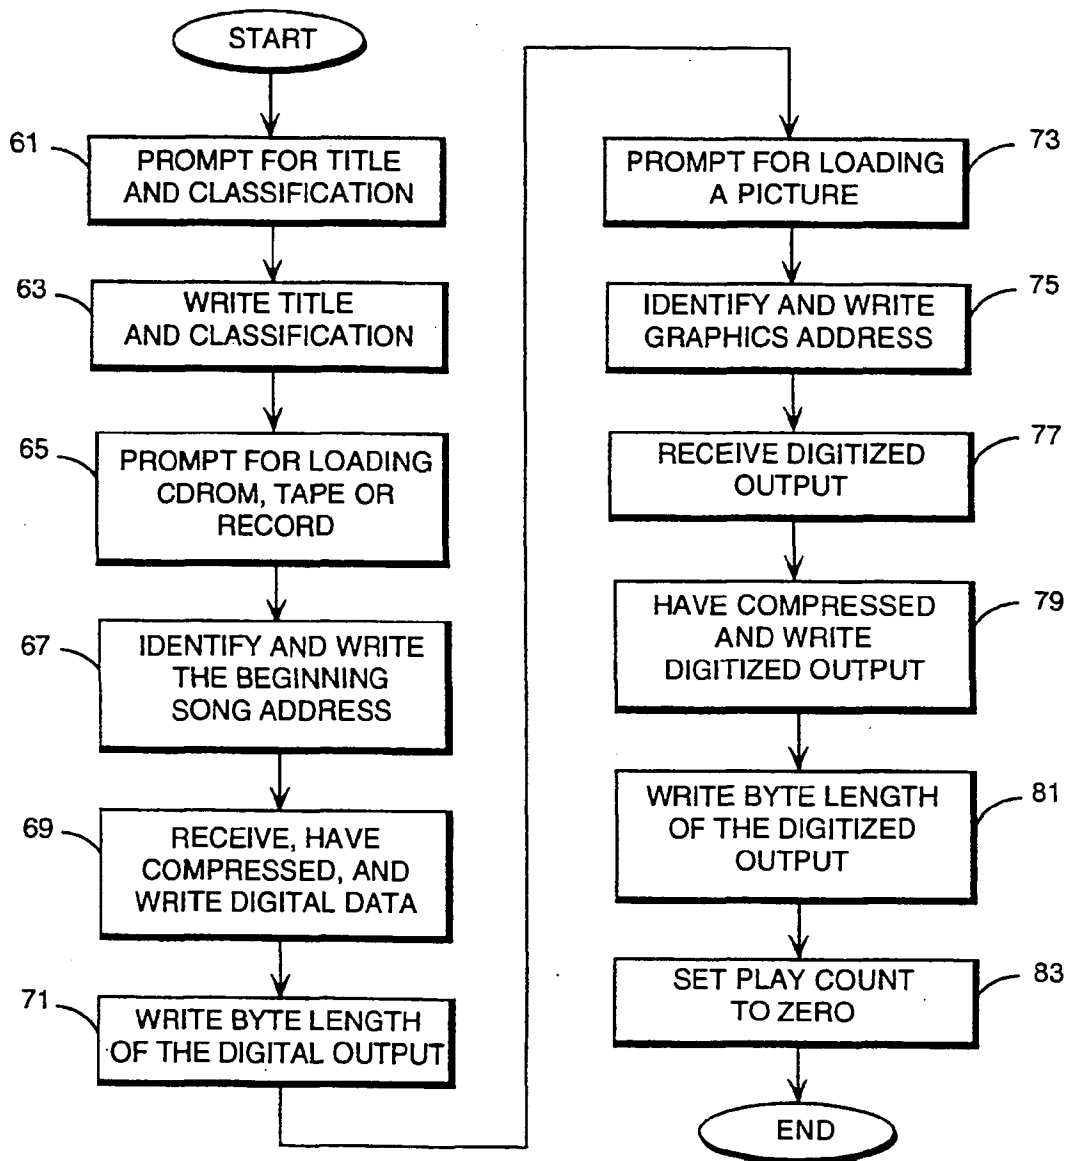 START
61
PROMPT FOR TITLE
AND CLASSIFICATION
63
WRITE TITLE
AND CLASSIFICATION
65
PROMPT FOR LOADING
CDROM, TAPE OR
RECORD
67
IDENTIFY AND WRITE
THE BEGINNING
SONG ADDRESS
69
RECEIVE, HAVE
COMPRESSED, AND
WRITE DIGITAL DATA
71
WRITE BYTE LENGTH
OF THE DIGITAL OUTPUT
73
PROMPT FOR LOADING
A PICTURE
75
IDENTIFY AND WRITE
GRAPHICS ADDRESS
77
RECEIVE DIGITIZED
OUTPUT
79
HAVE COMPRESSED
AND WRITE
DIGITIZED OUTPUT
81
WRITE BYTE LENGTH
OF THE DIGITIZED
OUTPUT
83
SET PLAY COUNT
TO ZERO
END